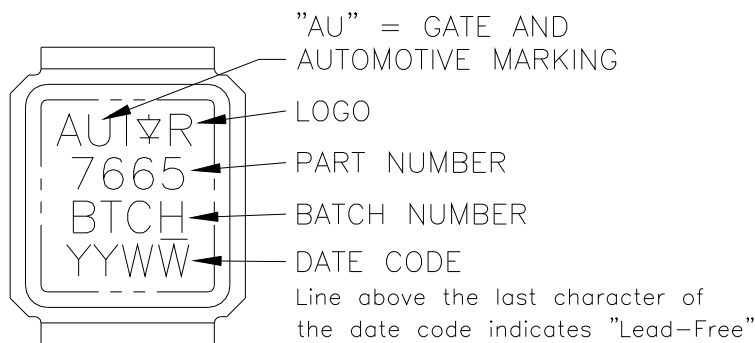 "AU" = GATE AND
AUTOMOTIVE MARKING
AUI R
LOGO
7665
PART NUMBER
BTCH
BATCH NUMBER
YYWW̅
DATE CODE
Line above the last character of
the date code indicates "Lead-Free"